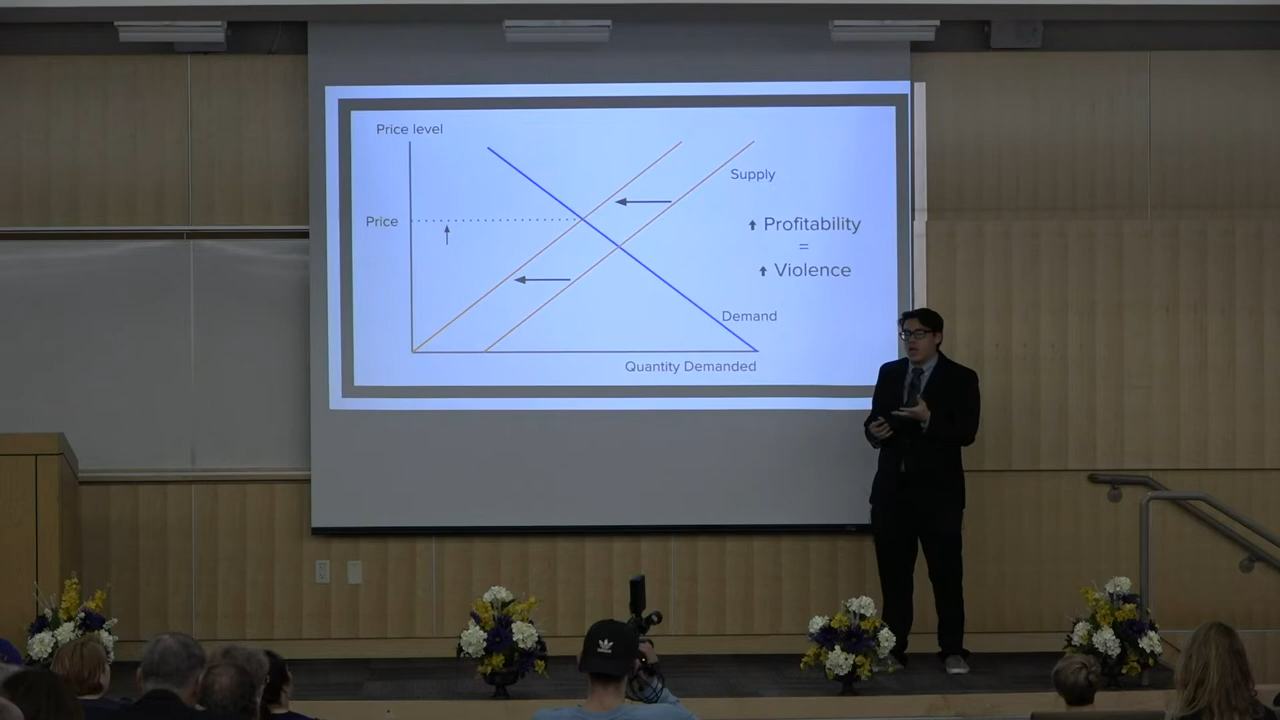 Price level
Supply
Price
Profitability
=
Violence
Demand
Quantity Demanded